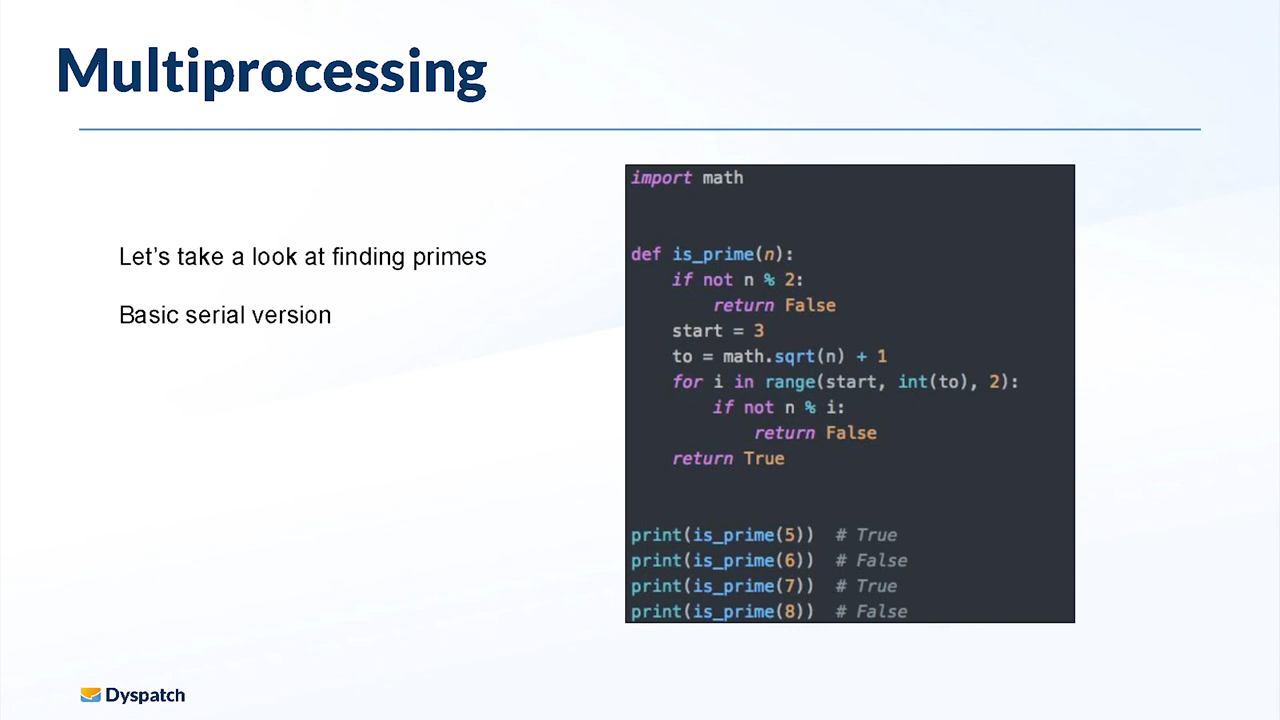 Multiprocessing
Let's take a look at finding primes
Basic serial version
import math
def is_prime(n):
    if not n % 2:
        return False
    start = 3
    to = math.sqrt(n) + 1
    for i in range(start, int(to), 2):
        if not n % i:
            return False
    return True
print(is_prime(5))  # True
print(is_prime(6))  # False
print(is_prime(7))  # True
print(is_prime(8))  # False
Dyspatch